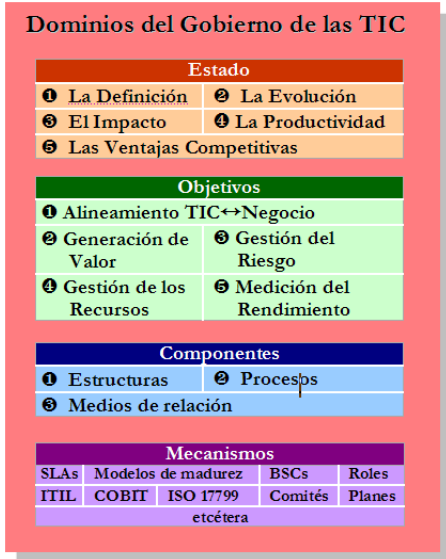 Dominios del Gobierno de las TIC
Estado
❶ La Definición ❷ La Evolución
❸ El Impacto ❹ La Productividad
❺ Las Ventajas Competitivas
Objetivos
❶ Alineamiento TIC↔Negocio
❷ Generación de Valor ❸ Gestión del Riesgo
❹ Gestión de los Recursos ❺ Medición del Rendimiento
Componentes
❶ Estructuras ❷ Procesos
❸ Medios de relación
Mecanismos
SLAs Modelos de madurez BSCs Roles
ITIL COBIT ISO 17799 Comités Planes
etcétera